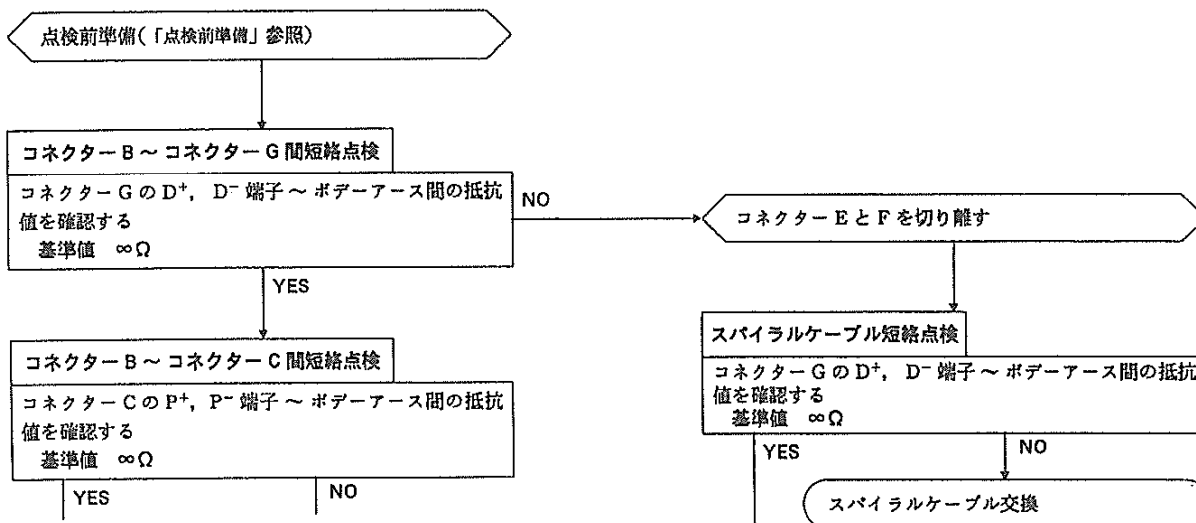 点検前準備(「点検前準備」参照)
コネクターB～コネクターG間短絡点検
コネクターGのD⁺, D⁻端子～ボデーアース間の抵抗
値を確認する
基準値 ∞Ω
NO
YES
コネクターEとFを切り離す
コネクターB～コネクターC間短絡点検
コネクターCのP⁺, P⁻端子～ボデーアース間の抵抗
値を確認する
基準値 ∞Ω
YES
NO
スパイラルケーブル短絡点検
コネクターGのD⁺, D⁻端子～ボデーアース間の抵抗
値を確認する
基準値 ∞Ω
YES
NO
スパイラルケーブル交換